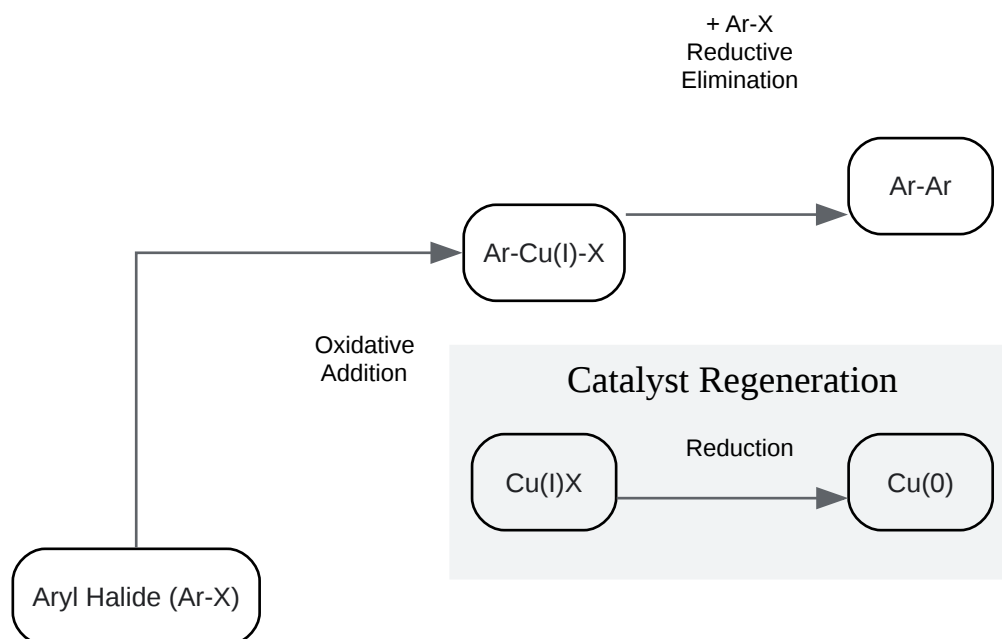 + Ar-X
Reductive
Elimination
Ar-Ar
Ar-Cu(I)-X
Oxidative
Addition
Catalyst Regeneration
Reduction
Cu(I)X
Cu(0)
Aryl Halide (Ar-X)